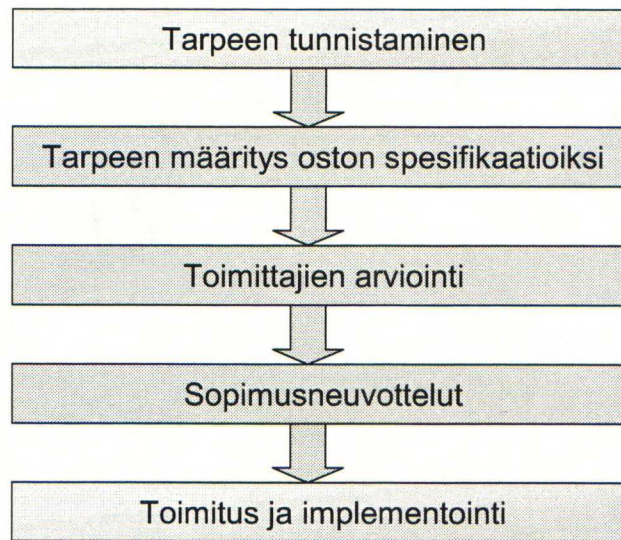 Tarpeen tunnistaminen
Tarpeen määritys oston spesifikaatioiksi
Toimittajien arviointi
Sopimusneuvottelut
Toimitus ja implementointi